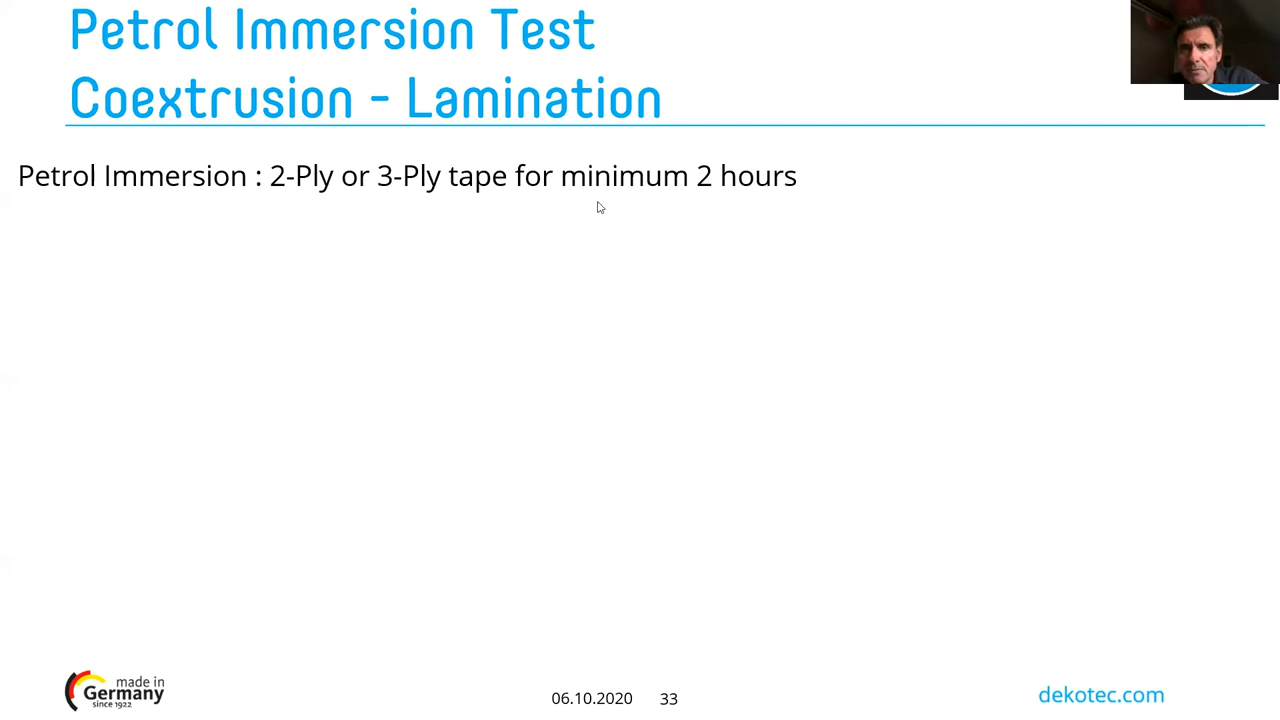 Petrol Immersion Test
Coextrusion - Lamination
Petrol Immersion : 2-Ply or 3-Ply tape for minimum 2 hours
made in
Germany
since 1922
06.10.2020
33
dekotec.com